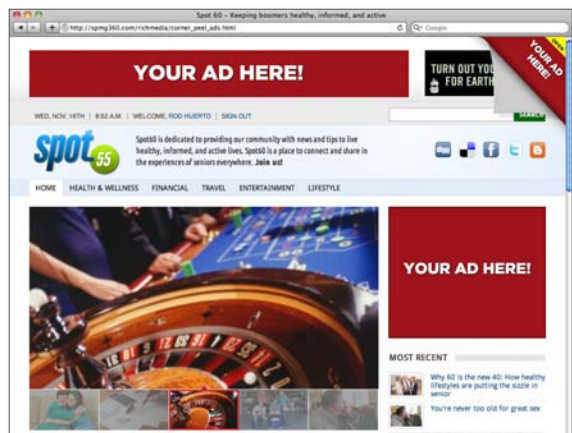 Spot 60 – Keeping boomers healthy, informed, and active
http://spmg360.com/richmedia/corner_peel_ads.html
Google
YOUR AD HERE!
TURN OUT YOU
FOR EARTH
YOUR AD
HERE!
WED, NOV. 18TH | 8:52 A.M. | WELCOME, ROD HUERTO | SIGN OUT
SEARCH
spot 55
Spot60 is dedicated to providing our community with news and tips to live
healthy, informed, and active lives. Spot60 is a place to connect and share in
the experiences of seniors everywhere. Join us!
HOME HEALTH & WELLNESS FINANCIAL TRAVEL ENTERTAINMENT LIFESTYLE
YOUR AD HERE!
MOST RECENT
Why 60 is the new 40: How healthy
lifestyles are putting the sizzle in
senior
You're never too old for great sex